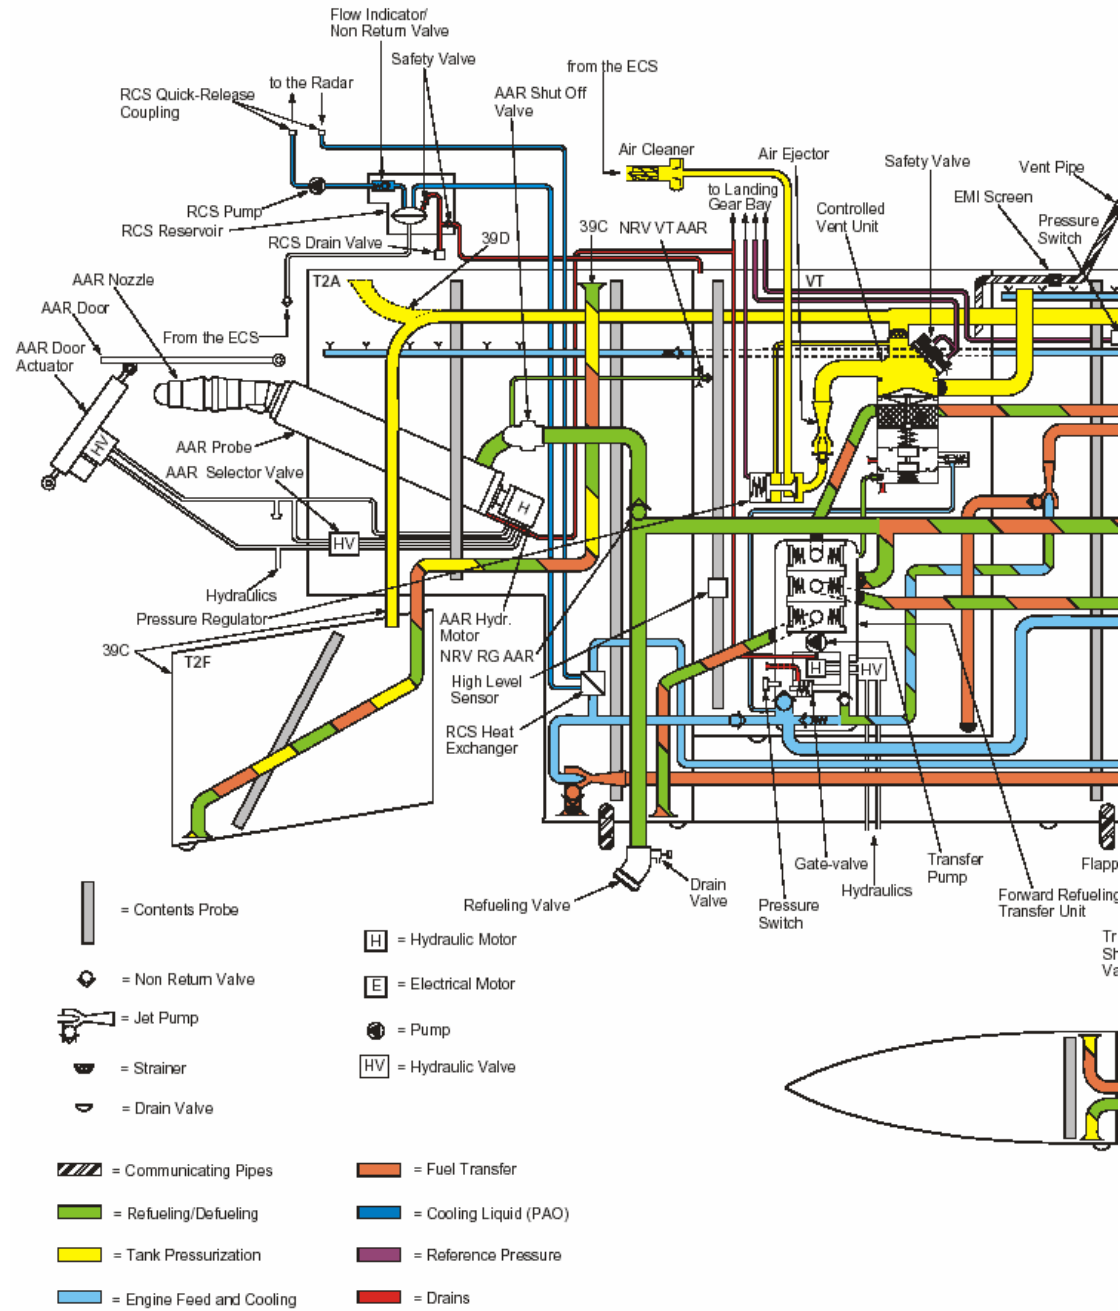 Flow Indicator/
Non Return Valve
Safety Valve
from the ECS
to the Radar
RCS Quick-Release
Coupling
AAR Shut Off
Valve
Air Cleaner
Air Ejector
Safety Valve
Vent Pipe
to Landing
Gear Bay
EMI Screen
Controlled
Vent Unit
Pressure
Switch
RCS Pump
RCS Reservoir
RCS Drain Valve
39D
39C
NRV VT AAR
AAR Nozzle
T2A
VT
AAR Door
From the ECS
AAR Door
Actuator
HV
AAR Probe
AAR Selector Valve
H
HV
Hydraulics
Pressure Regulator
AAR Hydr.
Motor
39C
T2F
NRV RG AAR
High Level
Sensor
H
HV
RCS Heat
Exchanger
Gate-valve
Transfer
Pump
Flapp
Refueling Valve
Drain
Valve
Pressure
Switch
Hydraulics
Forward Refueling
Transfer Unit
= Contents Probe
Tr
Sh
Va
H = Hydraulic Motor
= Non Return Valve
E = Electrical Motor
= Jet Pump
= Pump
= Strainer
HV = Hydraulic Valve
= Drain Valve
= Communicating Pipes
= Fuel Transfer
= Refueling/Defueling
= Cooling Liquid (PAO)
= Tank Pressurization
= Reference Pressure
= Engine Feed and Cooling
= Drains